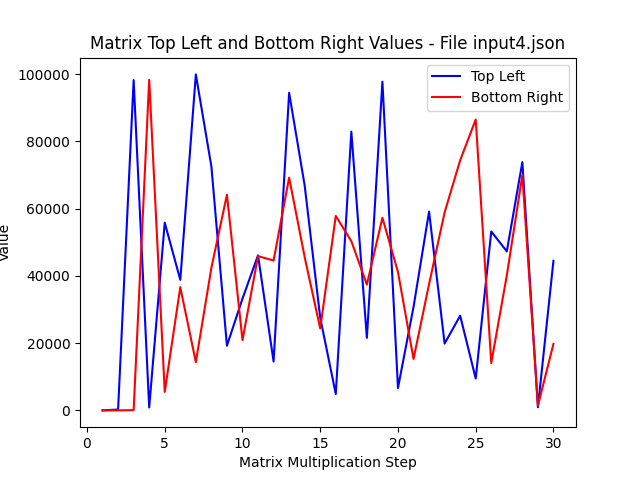 Matrix Top Left and Bottom Right Values - File input4.json
Top Left
Bottom Right
100000
80000
60000
40000
20000
0
Value
0 5 10 15 20 25 30
Matrix Multiplication Step